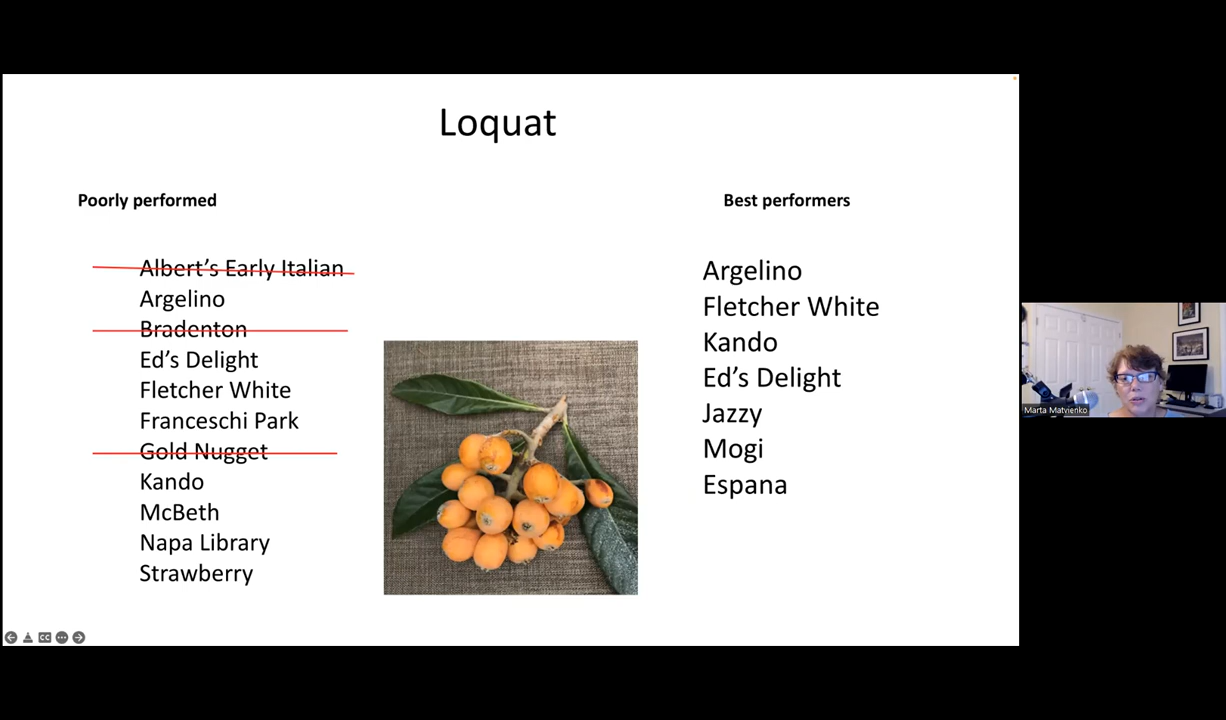 Loquat
Poorly performed
Albert’s Early Italian
Argelino
Bradenton
Ed’s Delight
Fletcher White
Franceschi Park
Gold Nugget
Kando
McBeth
Napa Library
Strawberry
Best performers
Argelino
Fletcher White
Kando
Ed’s Delight
Jazzy
Mogi
Espana
Marta Matvienko
CC